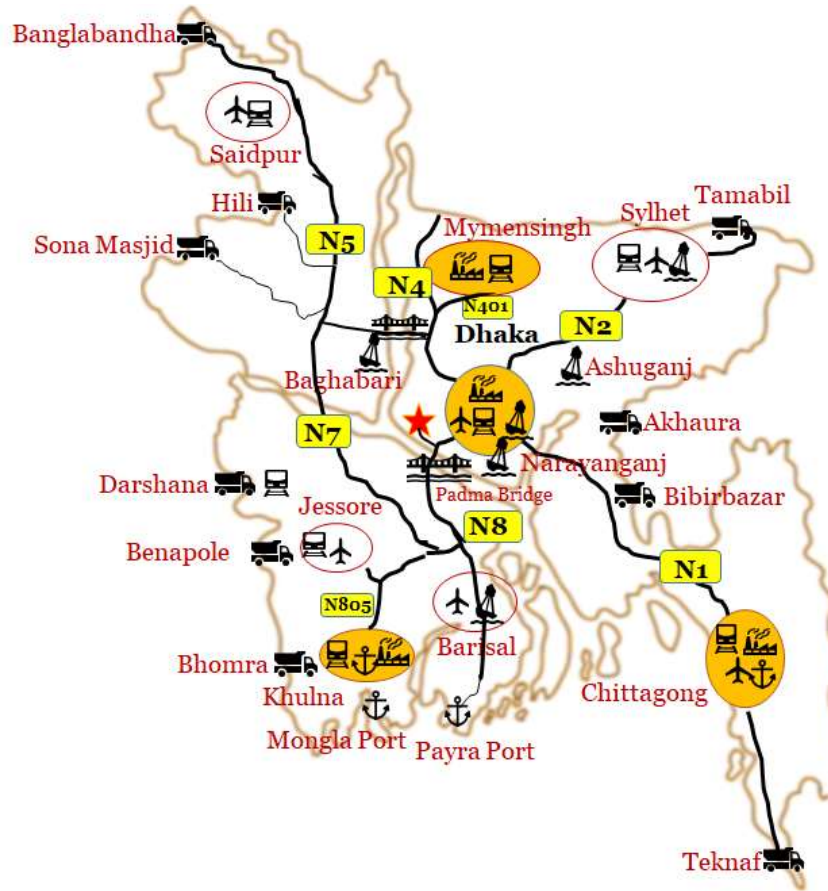 Banglabandha
Saidpur
Hili
Tamabil
Sylhet
Mymensingh
Sona Masjid
N5
N4
N401
N2
Dhaka
Ashuganj
Baghabari
Akhaura
N7
Narayanganj
Darshana
Padma Bridge
Bibirbazar
Jessore
N8
Benapole
N1
N805
Barisal
Bhomra
Khulna
Chittagong
Mongla Port
Payra Port
Teknaf